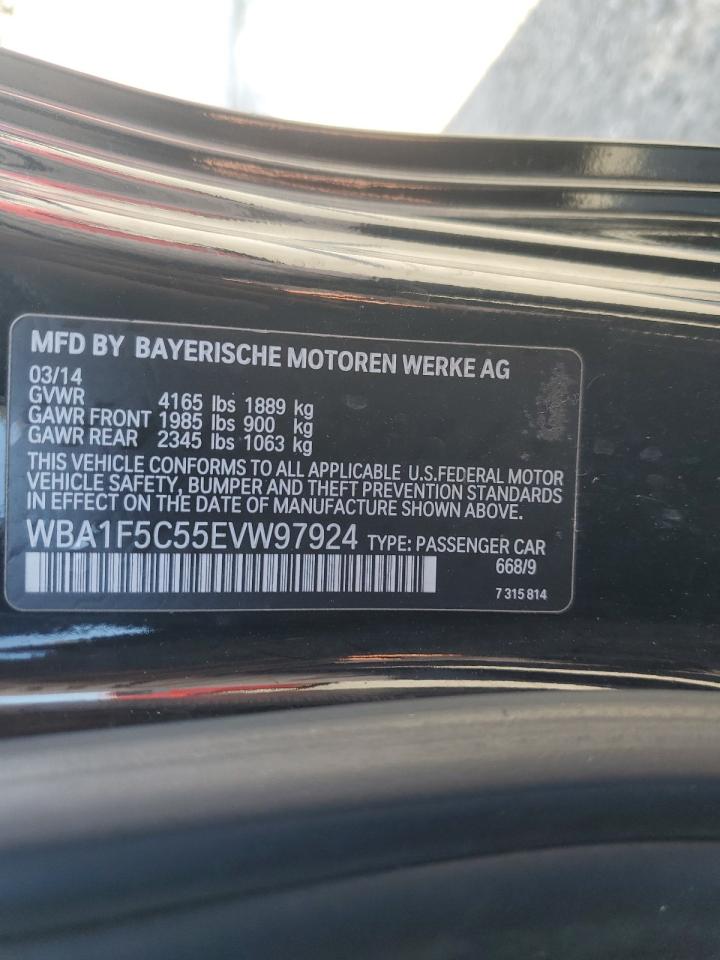 MFD BY BAYERISCHE MOTOREN WERKE AG
03/14
GVWR 4165 lbs 1889 kg
GAWR FRONT 1985 lbs 900 kg
GAWR REAR 2345 lbs 1063 kg
THIS VEHICLE CONFORMS TO ALL APPLICABLE U.S.FEDERAL MOTOR
VEHICLE SAFETY, BUMPER AND THEFT PREVENTION STANDARDS
IN EFFECT ON THE DATE OF MANUFACTURE SHOWN ABOVE.
WBA1F5C55EVW97924 TYPE: PASSENGER CAR
668/9
7 315 814